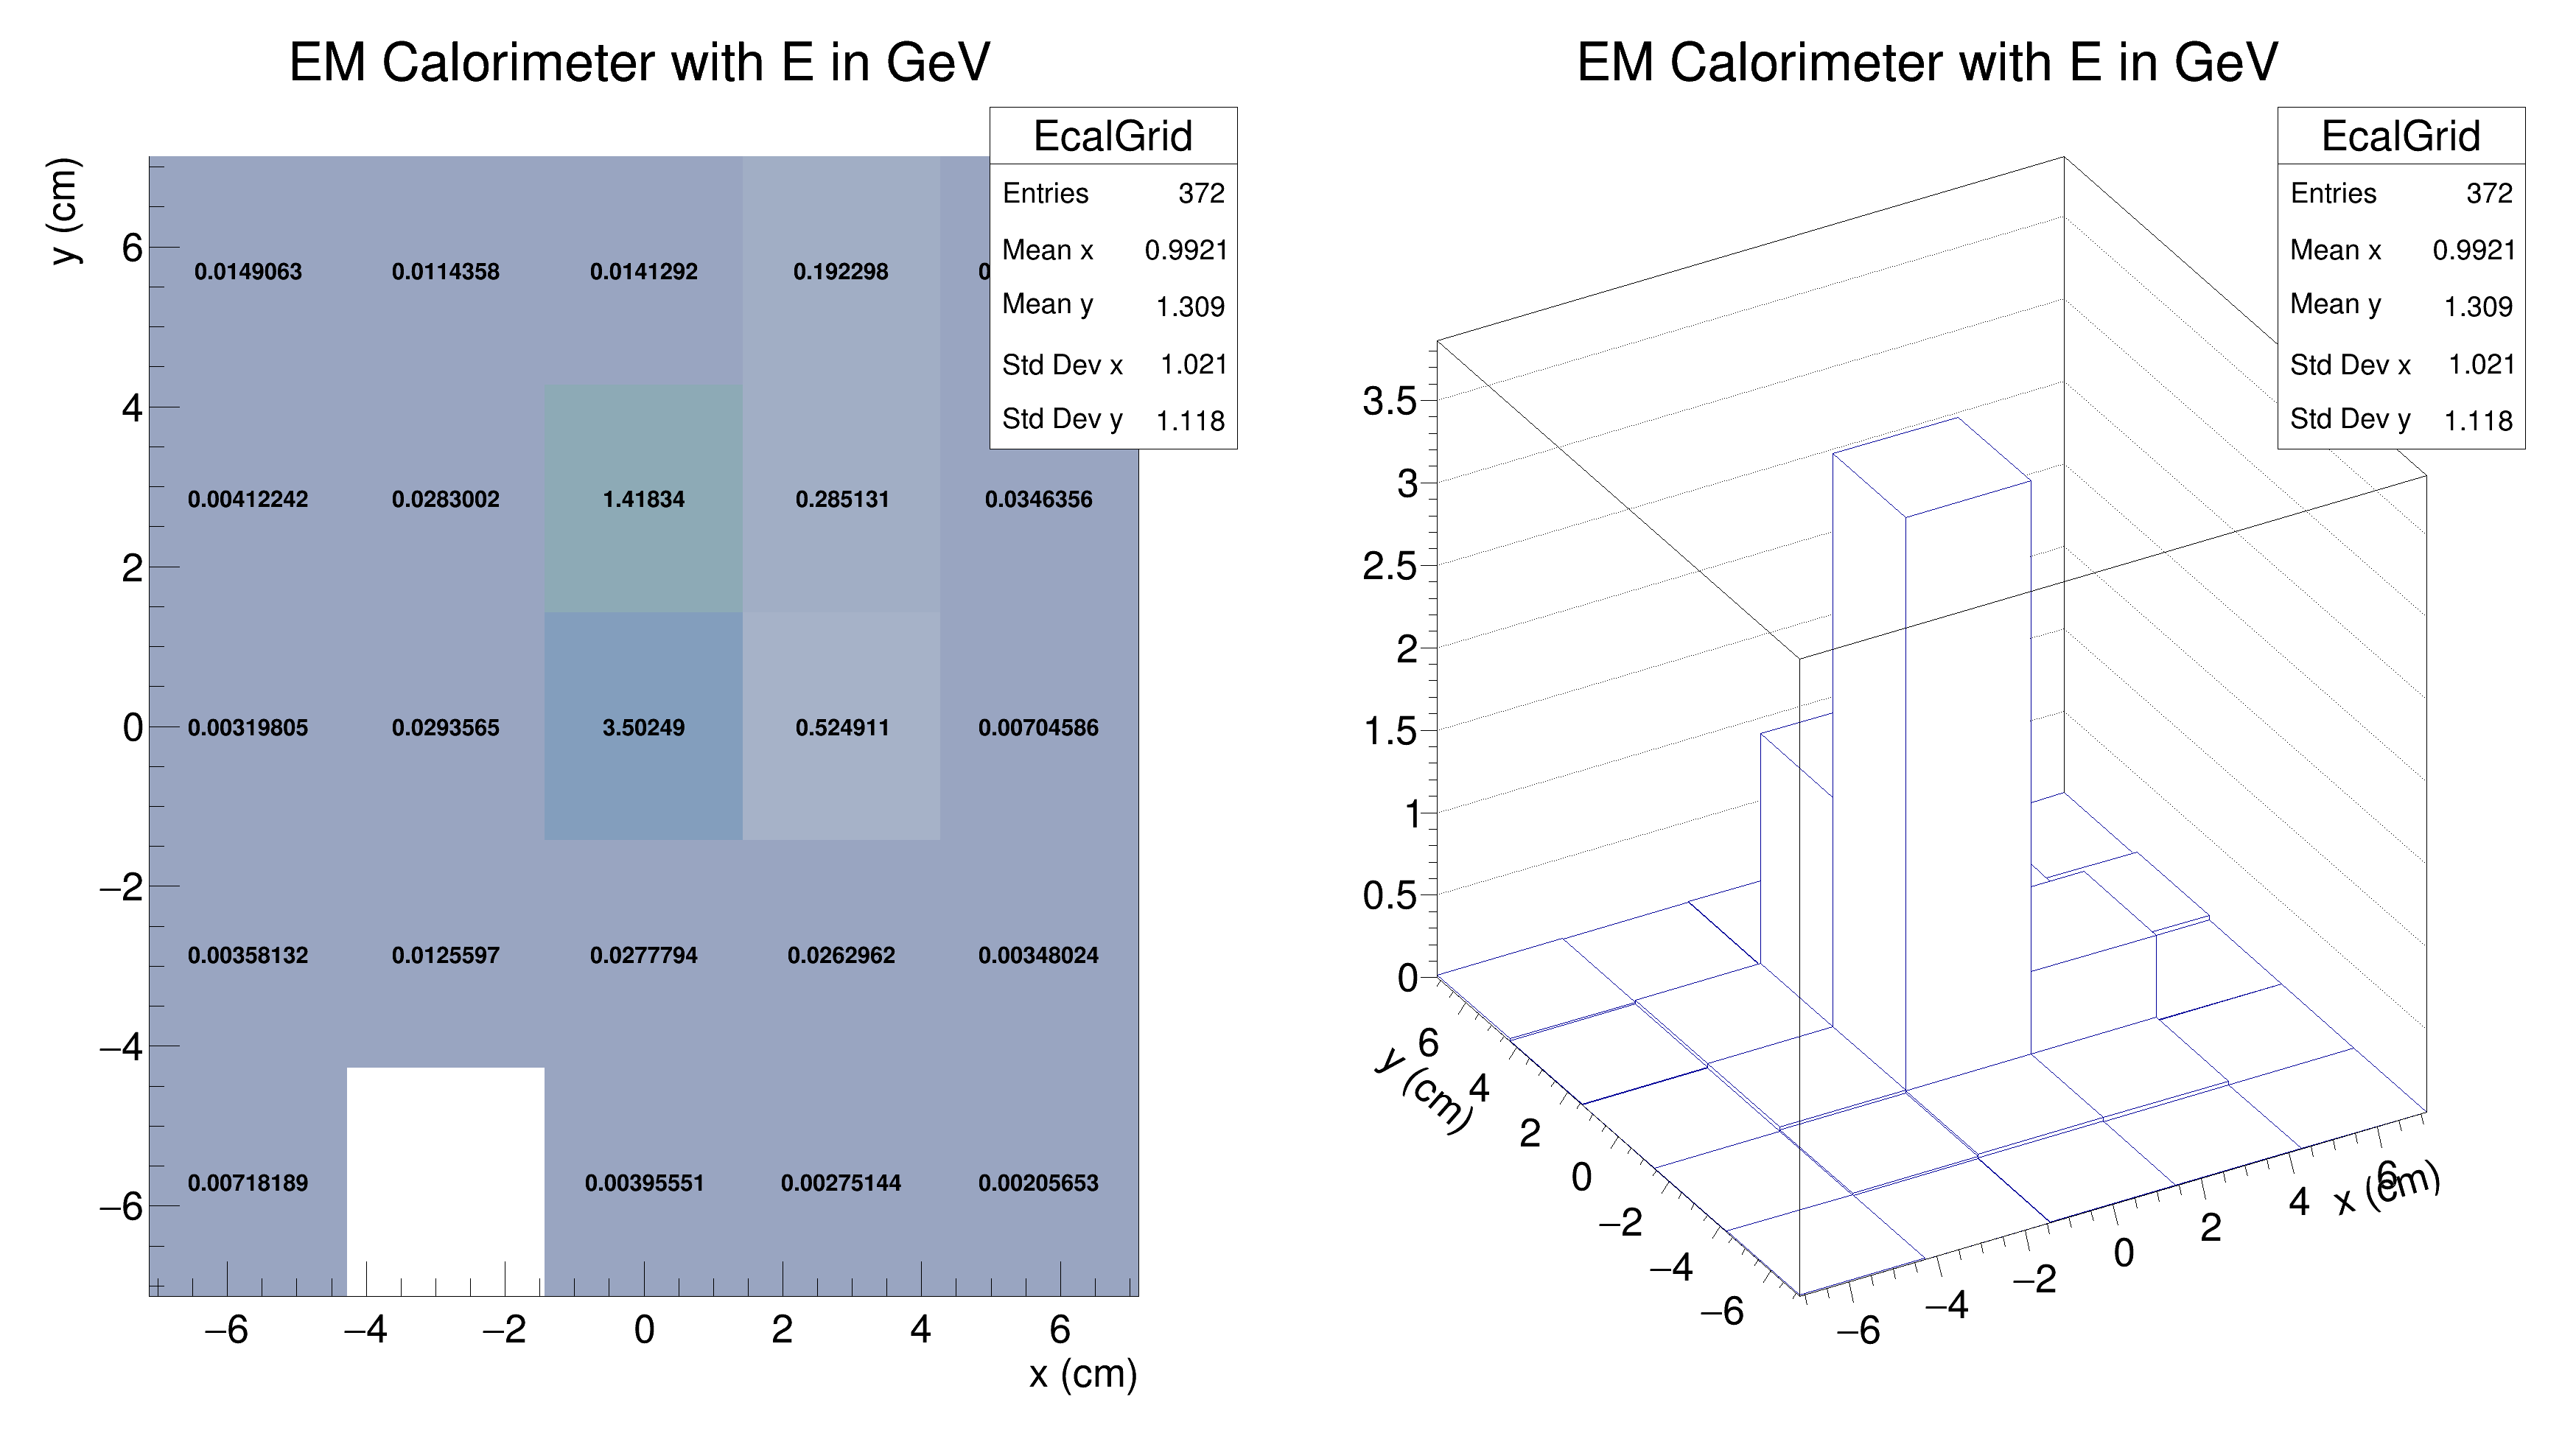 EM Calorimeter with E in GeV
EcalGrid
Entries 372
Mean x 0.9921
Mean y 1.309
Std Dev x 1.021
Std Dev y 1.118
y (cm)
6
4
2
0
−2
−4
−6
0.0149063 0.0114358 0.0141292 0.192298
0.00412242 0.0283002 1.41834 0.285131 0.0346356
0.00319805 0.0293565 3.50249 0.524911 0.00704586
0.00358132 0.0125597 0.0277794 0.0262962 0.00348024
0.00718189 0.00395551 0.00275144 0.00205653
−6 −4 −2 0 2 4 6
x (cm)
EM Calorimeter with E in GeV
EcalGrid
Entries 372
Mean x 0.9921
Mean y 1.309
Std Dev x 1.021
Std Dev y 1.118
3.5
3
2.5
2
1.5
1
0.5
0
y (cm)
6
4
2
0
−2
−4
−6
−6 −4 −2 0 2 4 6
x (cm)